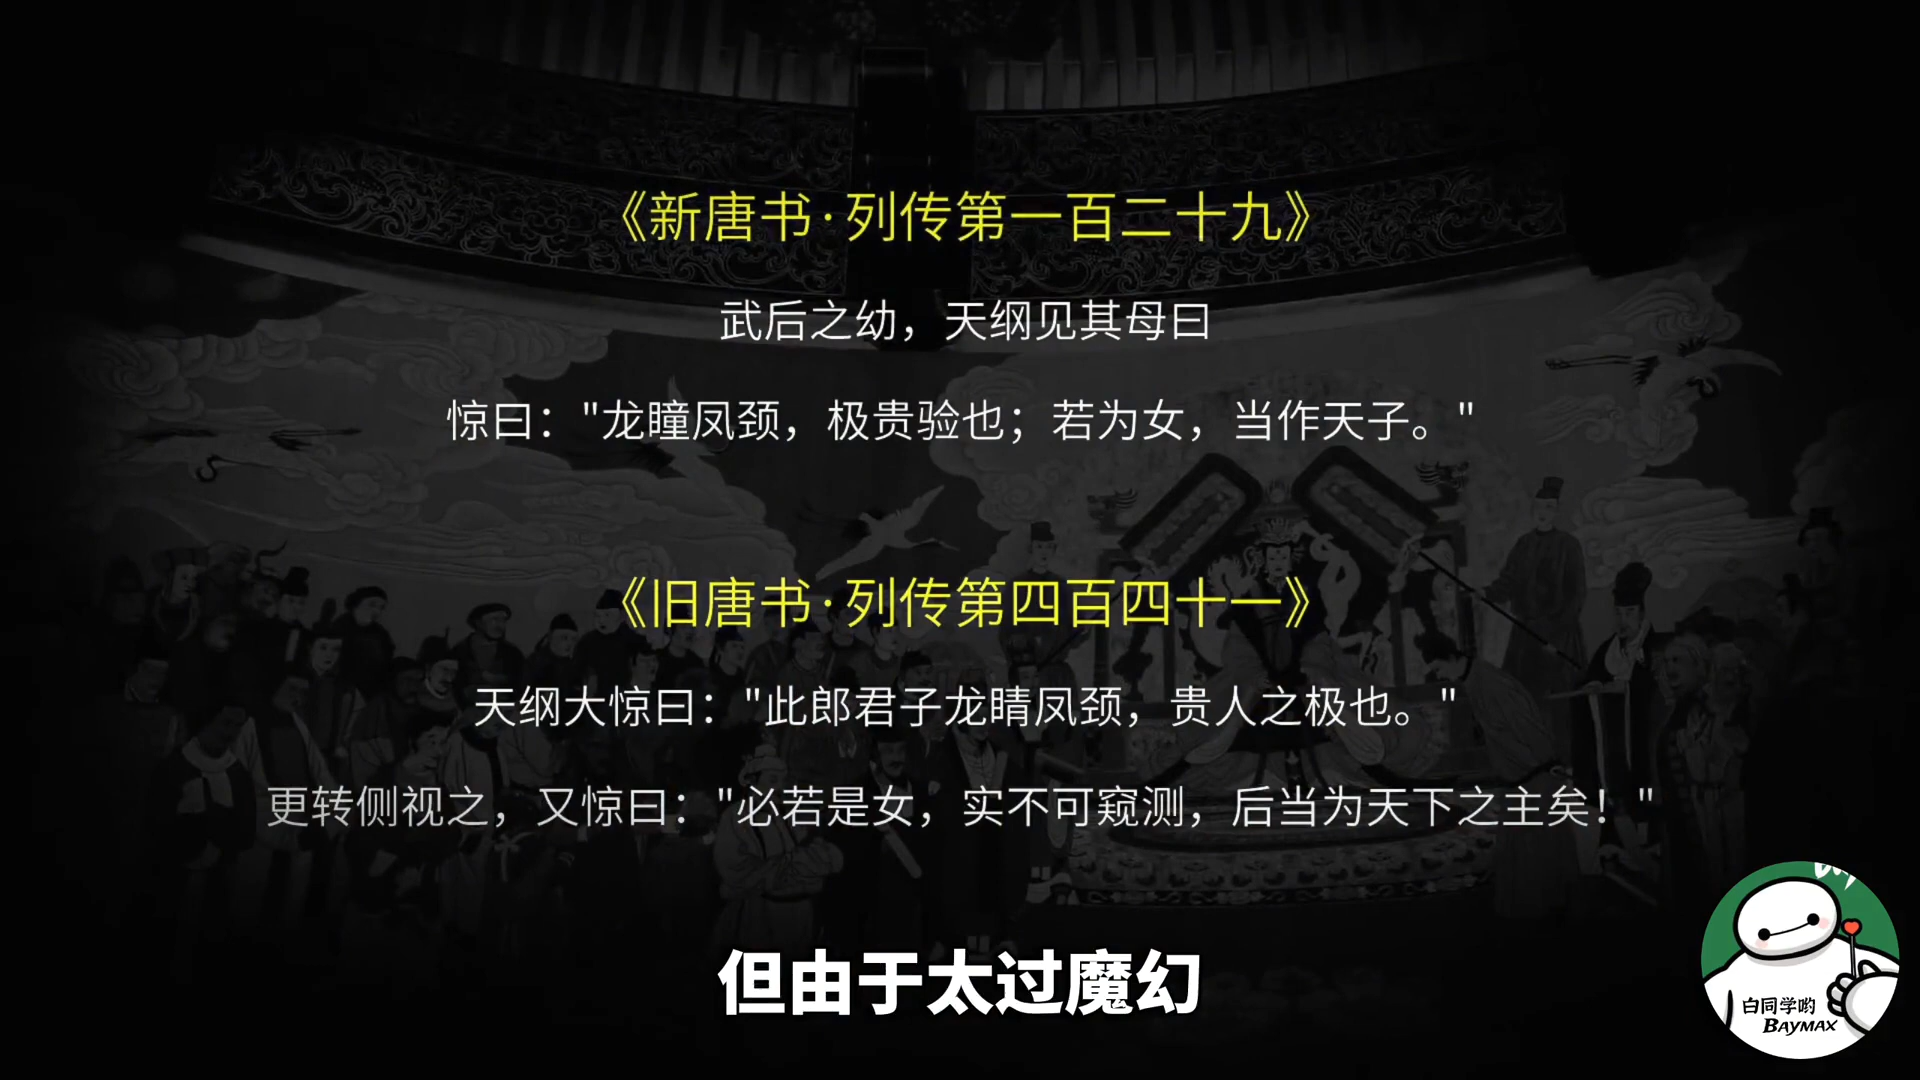 《新唐书·列传第一百二十九》
武后之幼，天纲见其母曰
惊曰："龙瞳凤颈，极贵验也；若为女，当作天子。"
《旧唐书·列传第四百四十一》
天纲大惊曰："此郎君子龙睛凤颈，贵人之极也。"
更转侧视之，又惊曰："必若是女，实不可窥测，后当为天下之主矣！"
但由于太过魔幻
白同学哟
BAYMAX